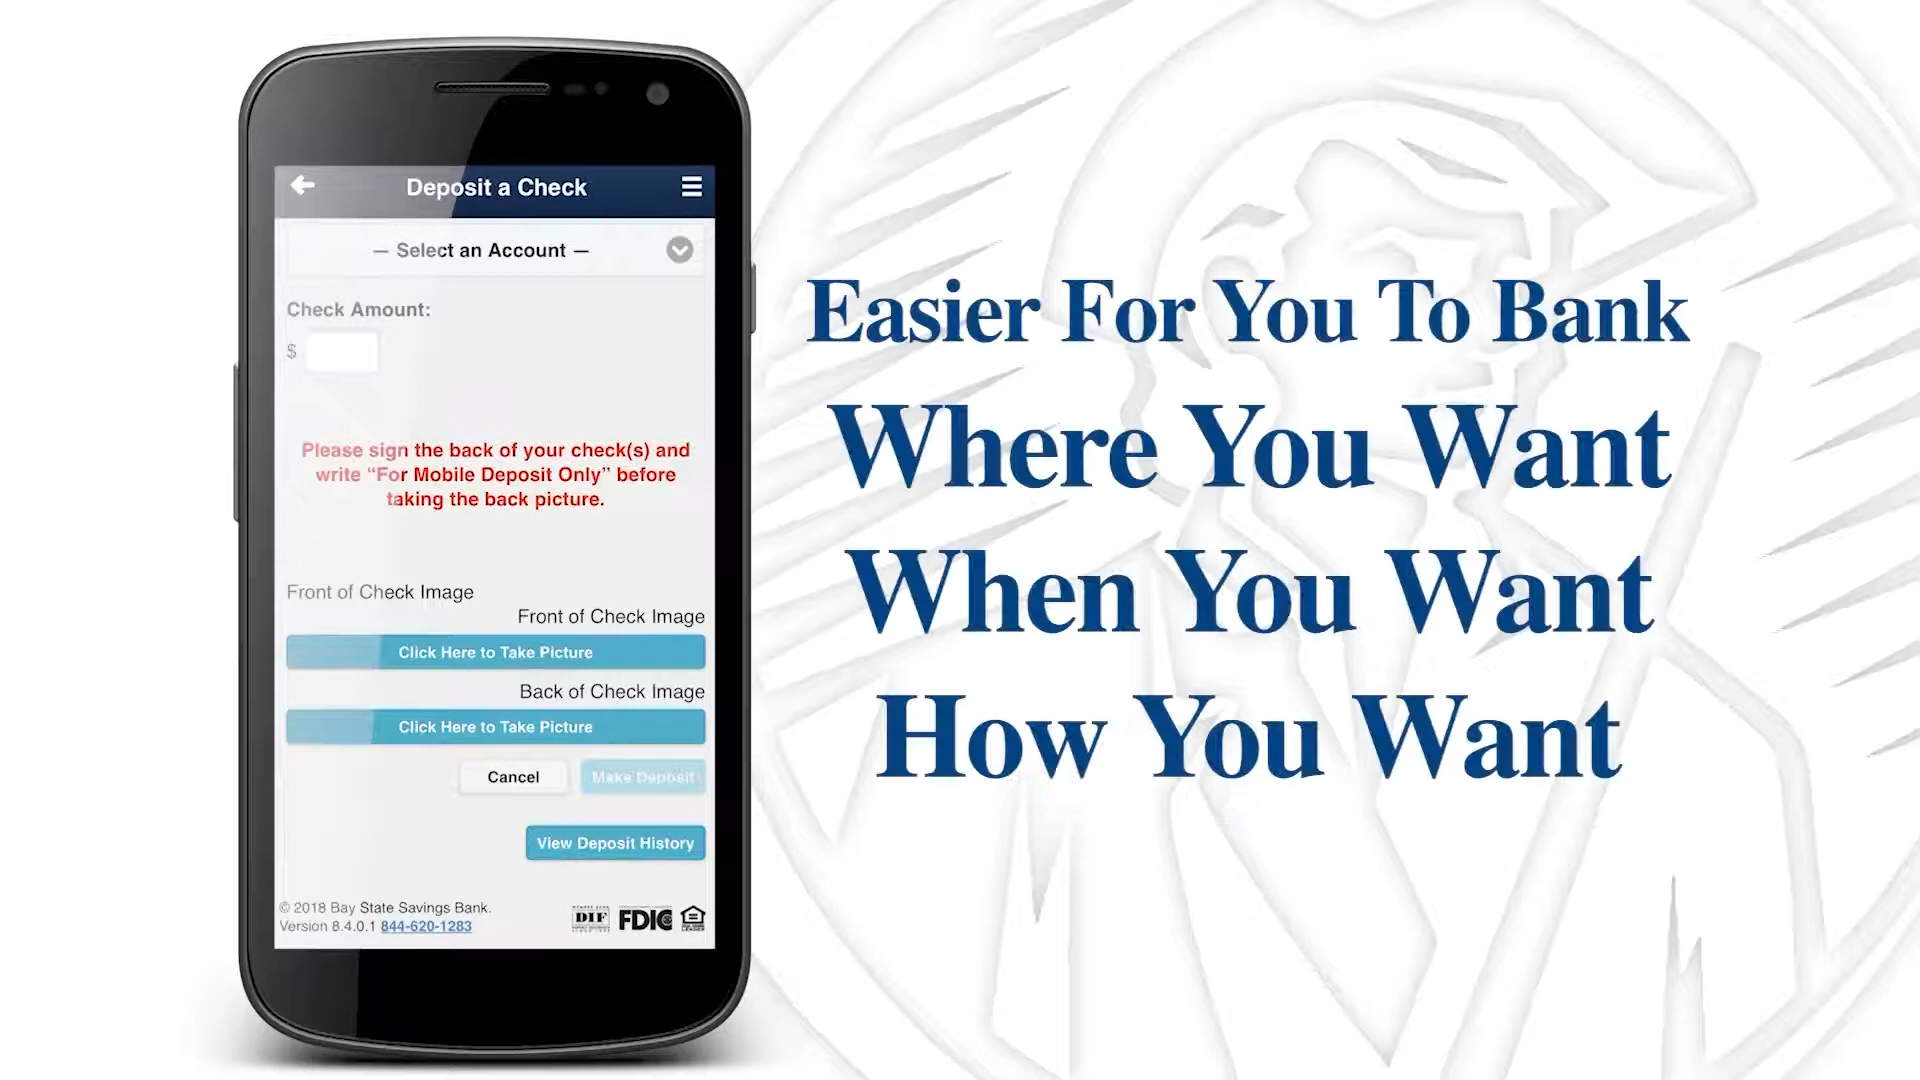 Deposit a Check
— Select an Account —
Check Amount:
$
Please sign the back of your check(s) and
write “For Mobile Deposit Only” before
taking the back picture.
Front of Check Image
Front of Check Image
Click Here to Take Picture
Back of Check Image
Click Here to Take Picture
Cancel
Make Deposit
View Deposit History
© 2018 Bay State Savings Bank.
Version 8.4.0.1 844-620-1283
DIF
FDIC
Easier For You To Bank
Where You Want
When You Want
How You Want